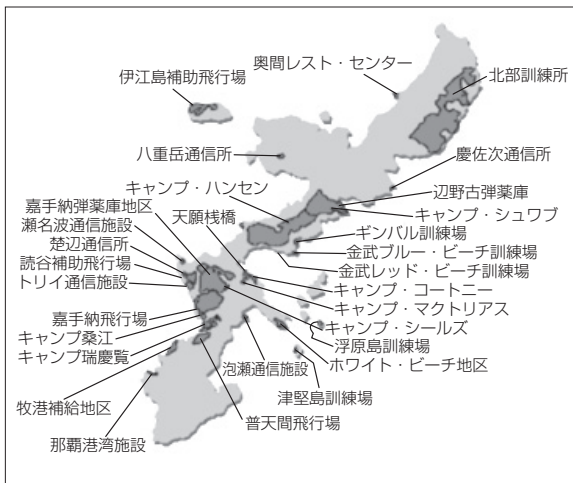 奥間レスト・センター
北部訓練所
伊江島補助飛行場
八重岳通信所
慶佐次通信所
キャンプ・ハンセン
辺野古弾薬庫
嘉手納弾薬庫地区
天願桟橋
キャンプ・シュワブ
瀬名波通信施設
ギンバル訓練場
楚辺通信所
金武ブルー・ビーチ訓練場
読谷補助飛行場
金武レッド・ビーチ訓練場
トリイ通信施設
キャンプ・コートニー
キャンプ・マクトリアス
嘉手納飛行場
キャンプ・シールズ
キャンプ桑江
浮原島訓練場
キャンプ瑞慶覧
ホワイト・ビーチ地区
泡瀬通信施設
津堅島訓練場
牧港補給地区
普天間飛行場
那覇港湾施設